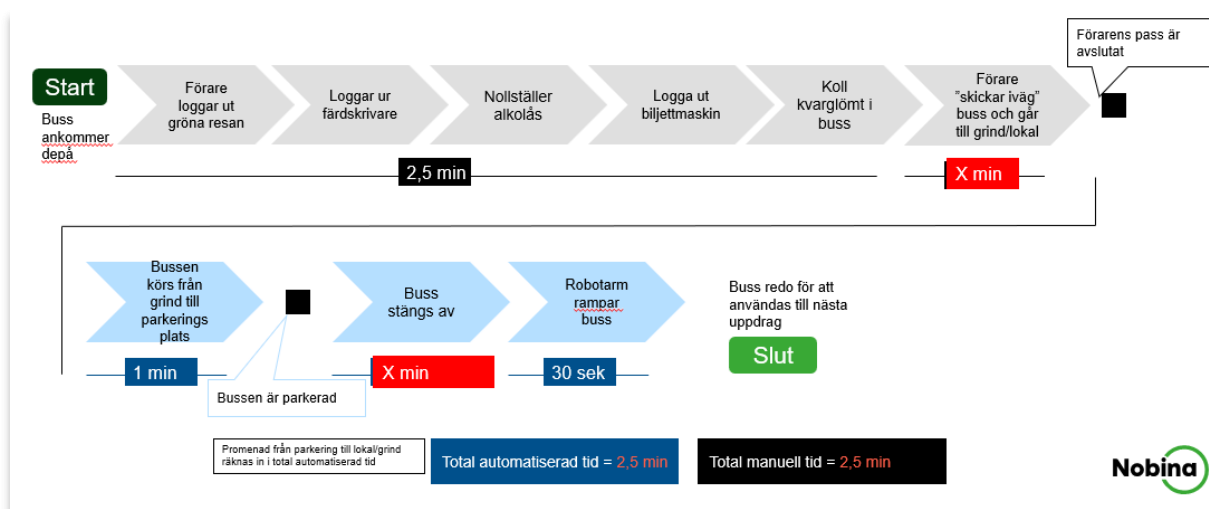 Förarens pass är
avslutat
Start
Buss
ankommer
depå
Förare
loggar ut
gröna resan
Loggar ur
färdskrivare
Nollställer
alkolås
Logga ut
biljettmaskin
Koll
kvarglömt i
buss
Förare
”skickar iväg”
buss och går
till grind/lokal
2,5 min
X min
Bussen
körs från
grind till
parkerings
plats
Buss
stängs av
Robotarm
rampar
buss
Buss redo för att
användas till nästa
uppdrag
Slut
1 min
X min
30 sek
Bussen är parkerad
Promenad från parkering till lokal/grind
räknas in i total automatiserad tid
Total automatiserad tid = 2,5 min
Total manuell tid = 2,5 min
Nobina